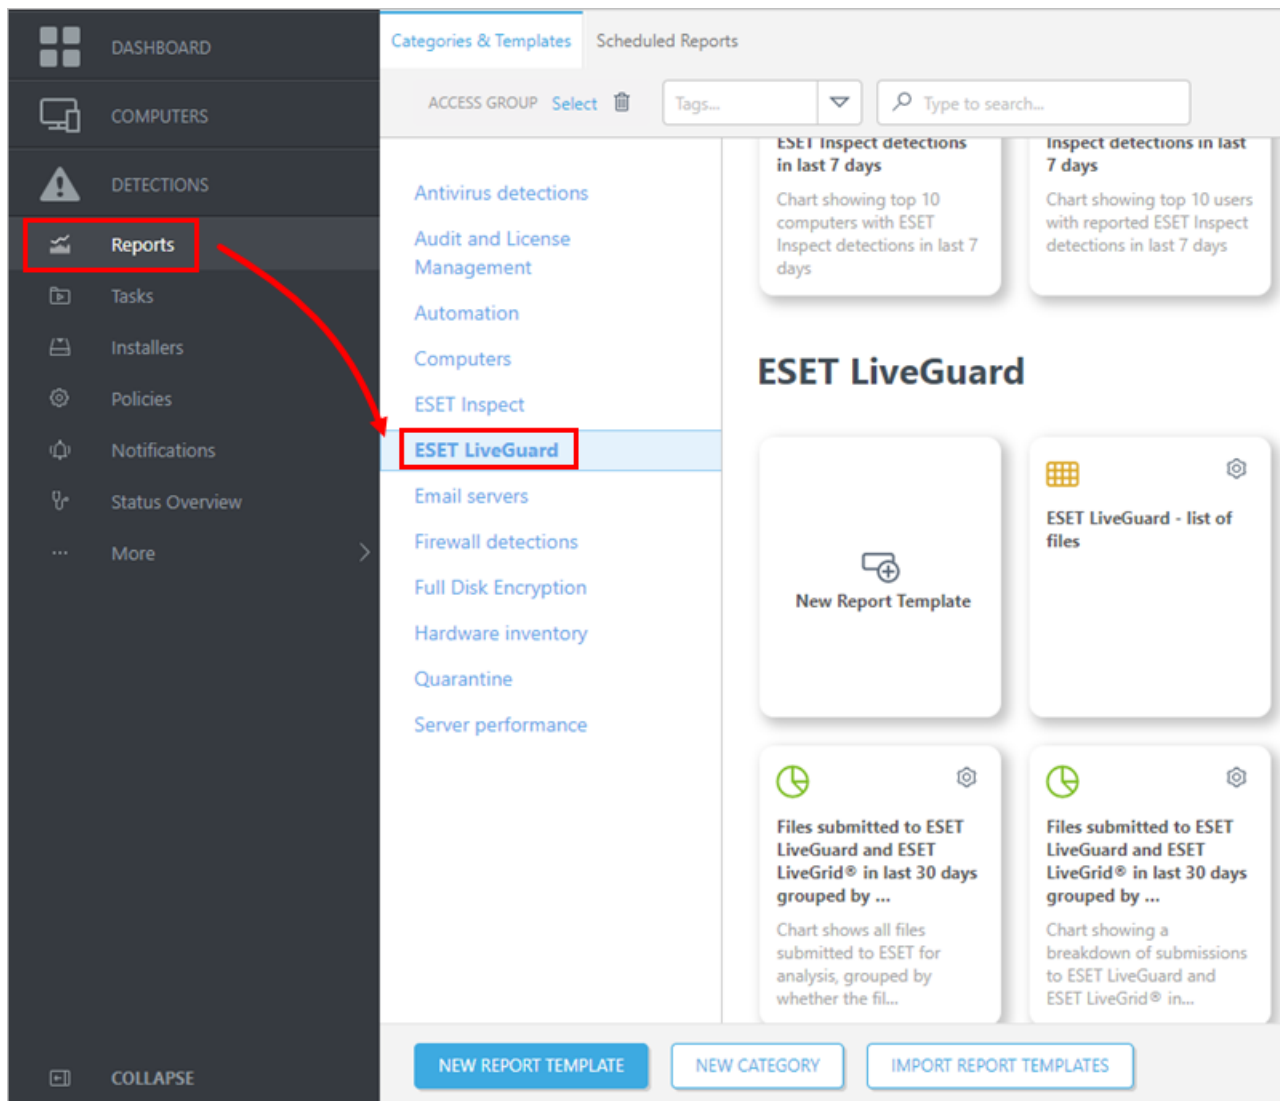 DASHBOARD
COMPUTERS
DETECTIONS
Reports
Tasks
Installers
Policies
Notifications
Status Overview
More
COLLAPSE
Categories & Templates
Scheduled Reports
ACCESS GROUP Select
Tags...
Type to search...
Antivirus detections
Audit and License
Management
Automation
Computers
ESET Inspect
ESET LiveGuard
Email servers
Firewall detections
Full Disk Encryption
Hardware inventory
Quarantine
Server performance
ESET Inspect detections
in last 7 days
Chart showing top 10
computers with ESET
Inspect detections in last 7
days
Inspect detections in last
7 days
Chart showing top 10 users
with reported ESET Inspect
detections in last 7 days
ESET LiveGuard
New Report Template
ESET LiveGuard - list of
files
Files submitted to ESET
LiveGuard and ESET
LiveGrid® in last 30 days
grouped by ...
Chart shows all files
submitted to ESET for
analysis, grouped by
whether the fil...
Files submitted to ESET
LiveGuard and ESET
LiveGrid® in last 30 days
grouped by ...
Chart showing a
breakdown of submissions
to ESET LiveGuard and
ESET LiveGrid® in...
NEW REPORT TEMPLATE
NEW CATEGORY
IMPORT REPORT TEMPLATES